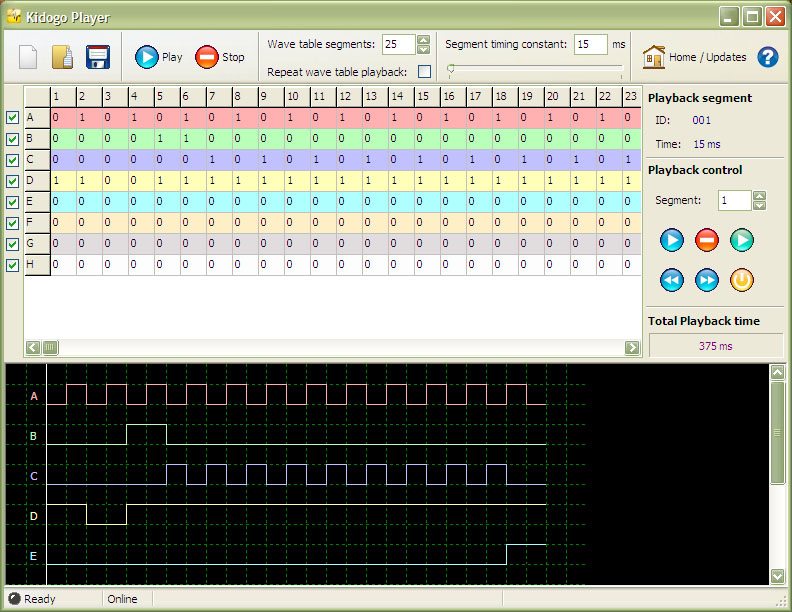 Kidogo Player
Play
Stop
Wave table segments: 25
Repeat wave table playback:
Segment timing constant: 15 ms
Home / Updates
?
1 2 3 4 5 6 7 8 9 10 11 12 13 14 15 16 17 18 19 20 21 22 23
A 0 1 0 1 0 1 0 1 0 1 0 1 0 1 0 1 0 1 0 1 0 1 0
B 0 0 0 0 1 1 0 0 0 0 0 0 0 0 0 0 0 0 0 0 0 0 0
C 0 0 0 0 0 0 1 0 1 0 1 0 1 0 1 0 1 0 1 0 1 0 1
D 1 1 0 0 1 1 1 1 1 1 1 1 1 1 1 1 1 1 1 1 1 1 1
E 0 0 0 0 0 0 0 0 0 0 0 0 0 0 0 0 0 0 0 0 0 0 0
F 0 0 0 0 0 0 0 0 0 0 0 0 0 0 0 0 0 0 0 0 0 0 0
G 0 0 0 0 0 0 0 0 0 0 0 0 0 0 0 0 0 0 0 0 0 0 0
H 0 0 0 0 0 0 0 0 0 0 0 0 0 0 0 0 0 0 0 0 0 0 0
Playback segment
ID: 001
Time: 15 ms
Playback control
Segment: 1
Total Playback time
375 ms
A
B
C
D
E
Ready
Online